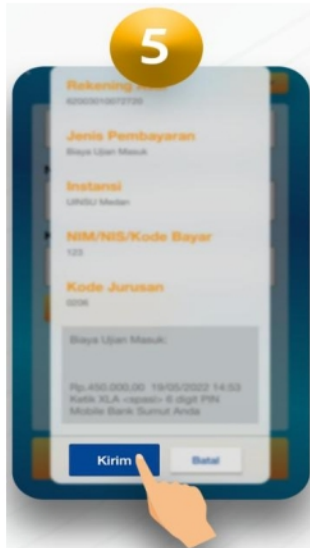 5
Rekening
62003010072720
Jenis Pembayaran
Biaya Ujian Masuk
Instansi
UINSU Medan
NIM/NIS/Kode Bayar
123
Kode Jurusan
0236
Biaya Ujian Masuk:
Rp.450.000,00 19/05/2022 14:53
Ketik XLA <spasi> 6 digit PIN
Mobile Bank Sumut Anda
Kirim
Batal